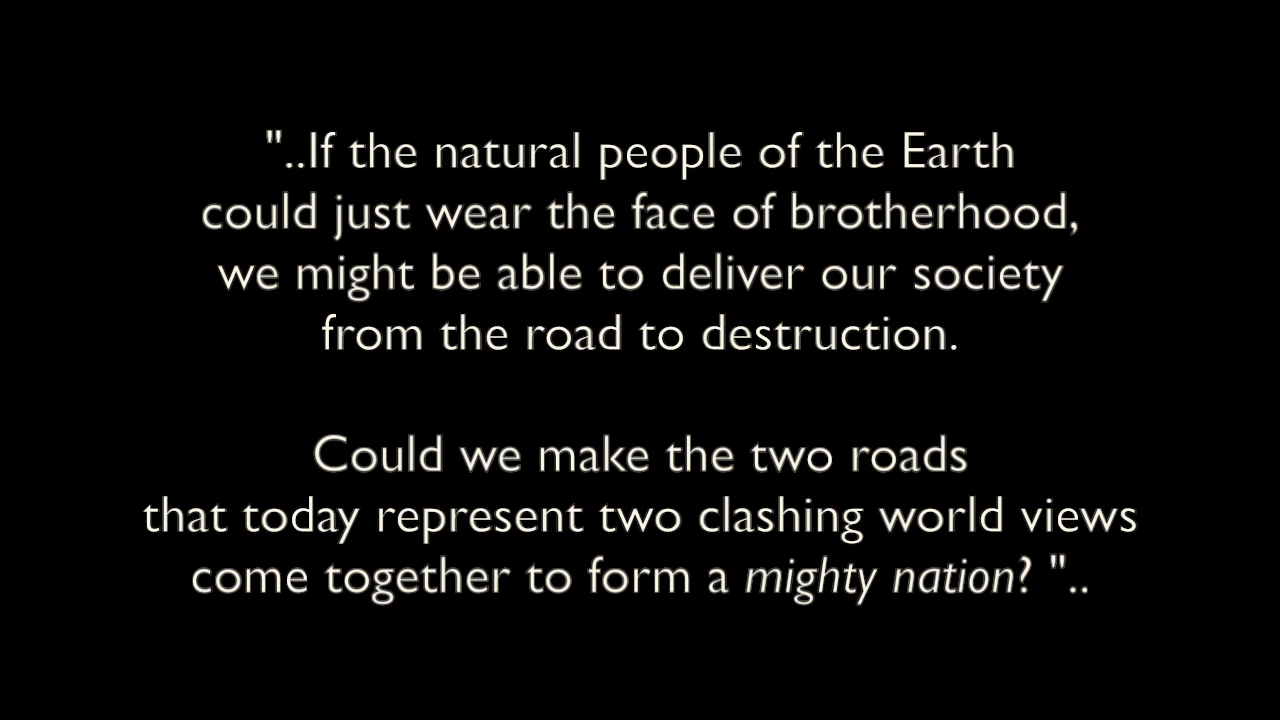 "..If the natural people of the Earth
could just wear the face of brotherhood,
we might be able to deliver our society
from the road to destruction.
Could we make the two roads
that today represent two clashing world views
come together to form a mighty nation? "..